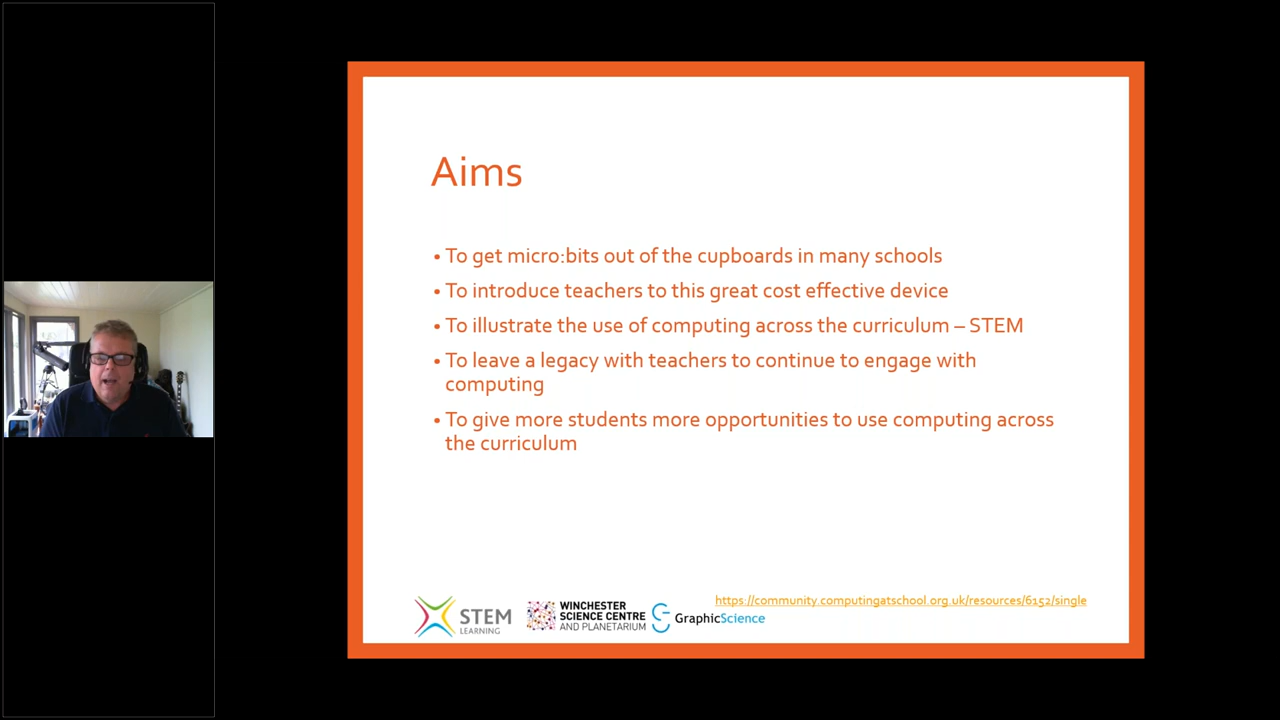 Aims
• To get micro:bits out of the cupboards in many schools
• To introduce teachers to this great cost effective device
• To illustrate the use of computing across the curriculum – STEM
• To leave a legacy with teachers to continue to engage with
computing
• To give more students more opportunities to use computing across
the curriculum
https://community.computingatschool.org.uk/resources/6152/single
STEM
LEARNING
WINCHESTER
SCIENCE CENTRE
AND PLANETARIUM
GraphicScience